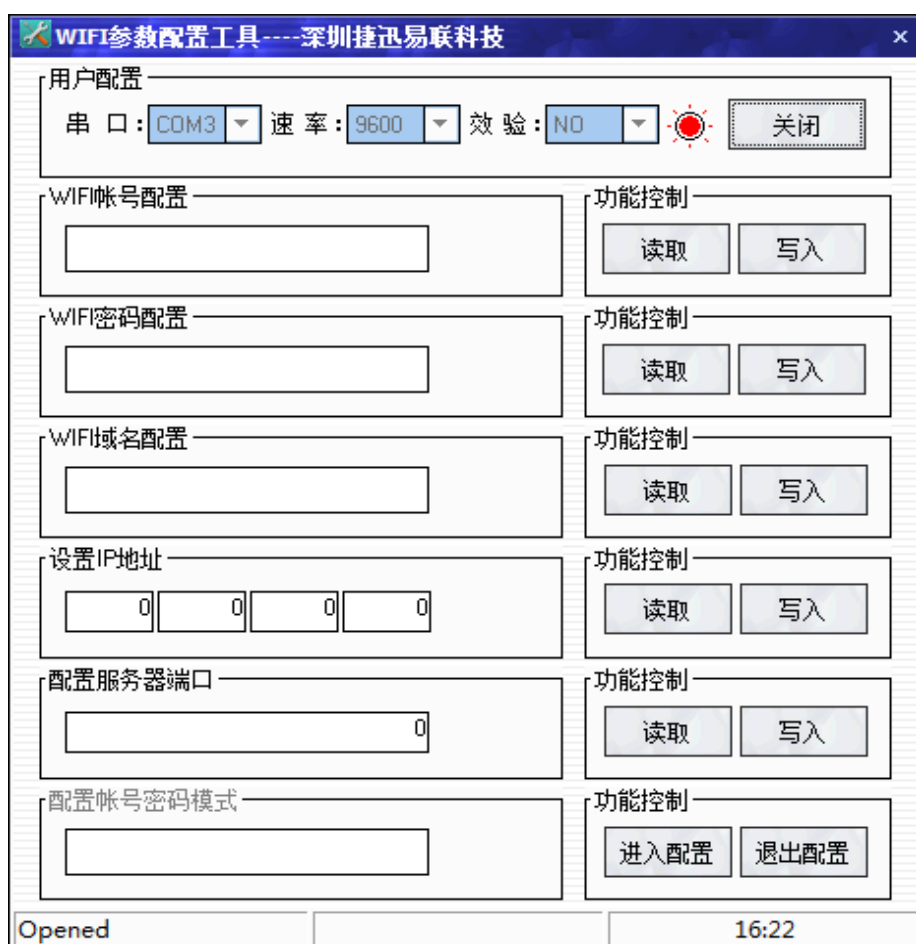 WIFI参数配置工具----深圳捷迅易联科技 ×
用户配置
串 口: COM3 速 率: 9600 效 验: NO 关闭
WIFI帐号配置 功能控制
读取 写入
WIFI密码配置 功能控制
读取 写入
WIFI域名配置 功能控制
读取 写入
设置IP地址 功能控制
0 0 0 0 读取 写入
配置服务器端口 功能控制
0 读取 写入
配置帐号密码模式 功能控制
进入配置 退出配置
Opened 16:22